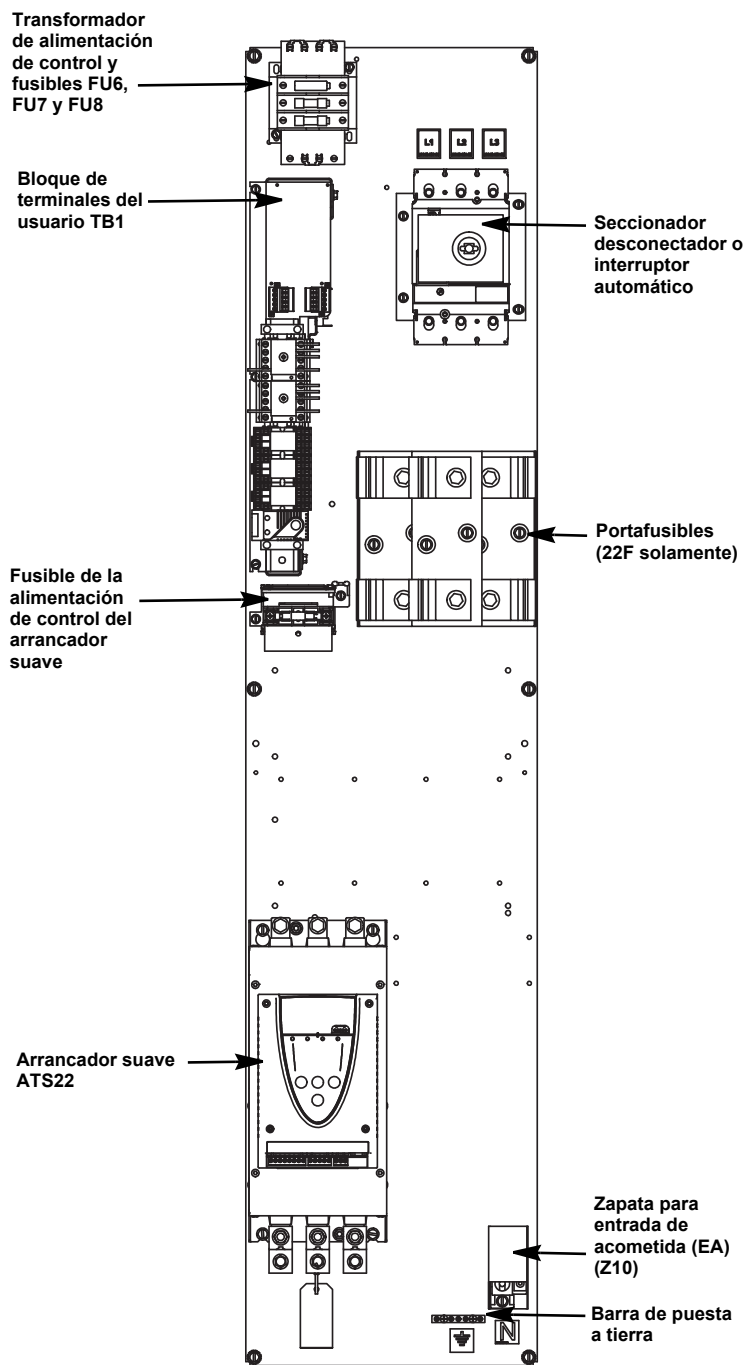 Transformador
de alimentación
de control y
fusibles FU6,
FU7 y FU8
L1 L2 L3
Bloque de
terminales del
usuario TB1
Seccionador
desconectador o
interruptor
automático
Portafusibles
(22F solamente)
Fusible de la
alimentación
de control del
arrancador
suave
Arrancador suave
ATS22
Zapata para
entrada de
acometida (EA)
(Z10)
Barra de puesta
a tierra
N